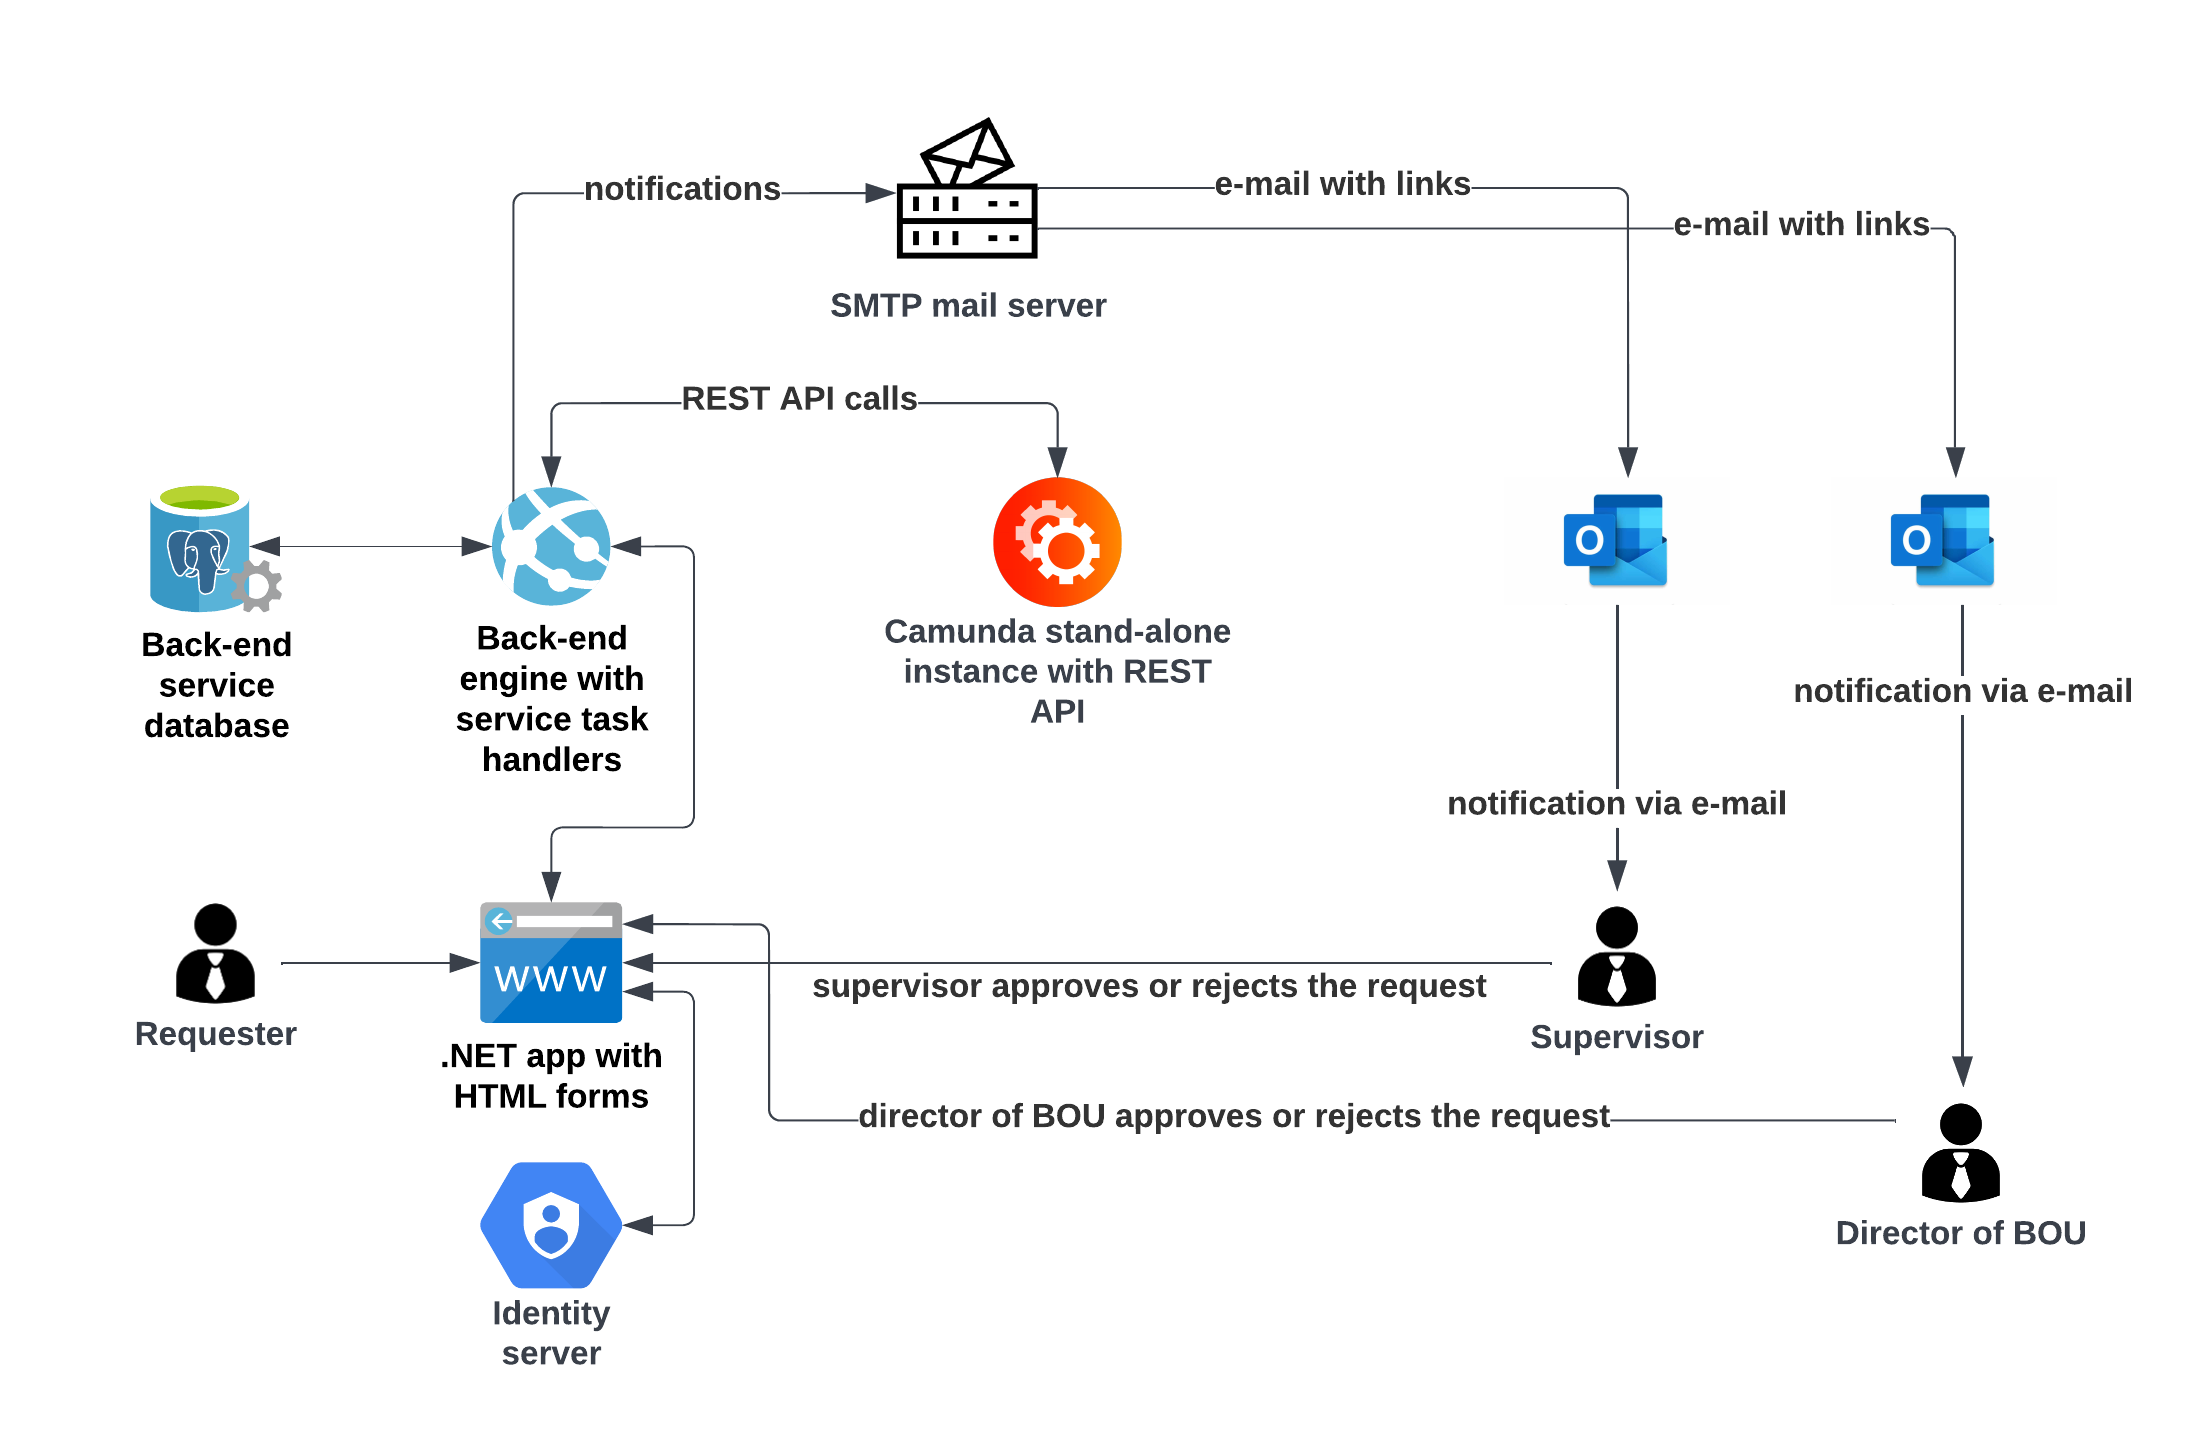 notifications
e-mail with links
e-mail with links
SMTP mail server
REST API calls
O
O
Back-end
service
database
Back-end
engine with
service task
handlers
Camunda stand-alone
instance with REST
API
notification via e-mail
notification via e-mail
www
Requester
supervisor approves or rejects the request
Supervisor
.NET app with
HTML forms
director of BOU approves or rejects the request
Director of BOU
Identity
server